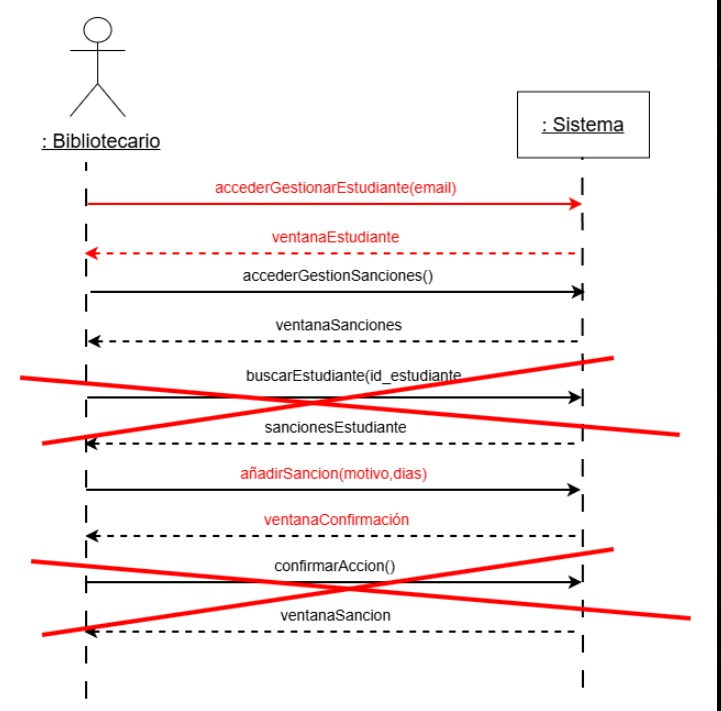 : Bibliotecario
: Sistema
accederGestionarEstudiante(email)
ventanaEstudiante
accederGestionSanciones()
ventanaSanciones
buscarEstudiante(id_estudiante
sancionesEstudiante
añadirSancion(motivo,dias)
ventanaConfirmación
confirmarAccion()
ventanaSancion